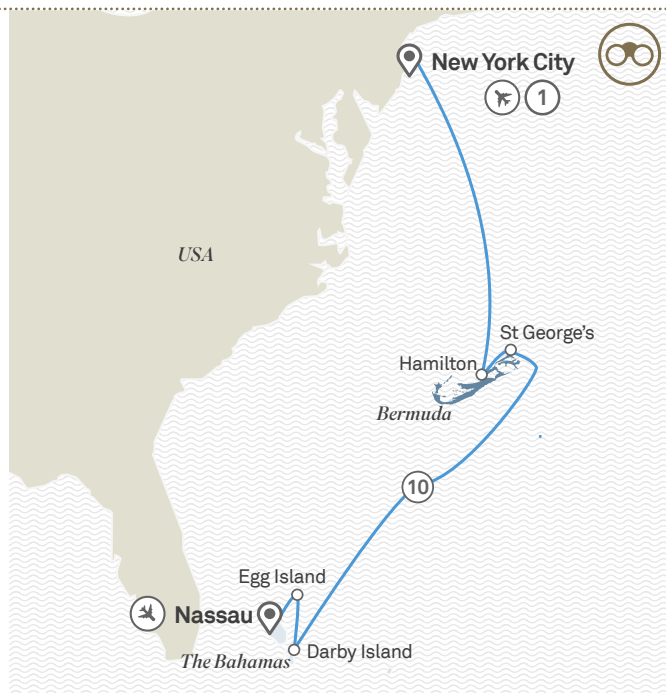 New York City
1
USA
St George's
Hamilton
Bermuda
10
Egg Island
Nassau
Darby Island
The Bahamas